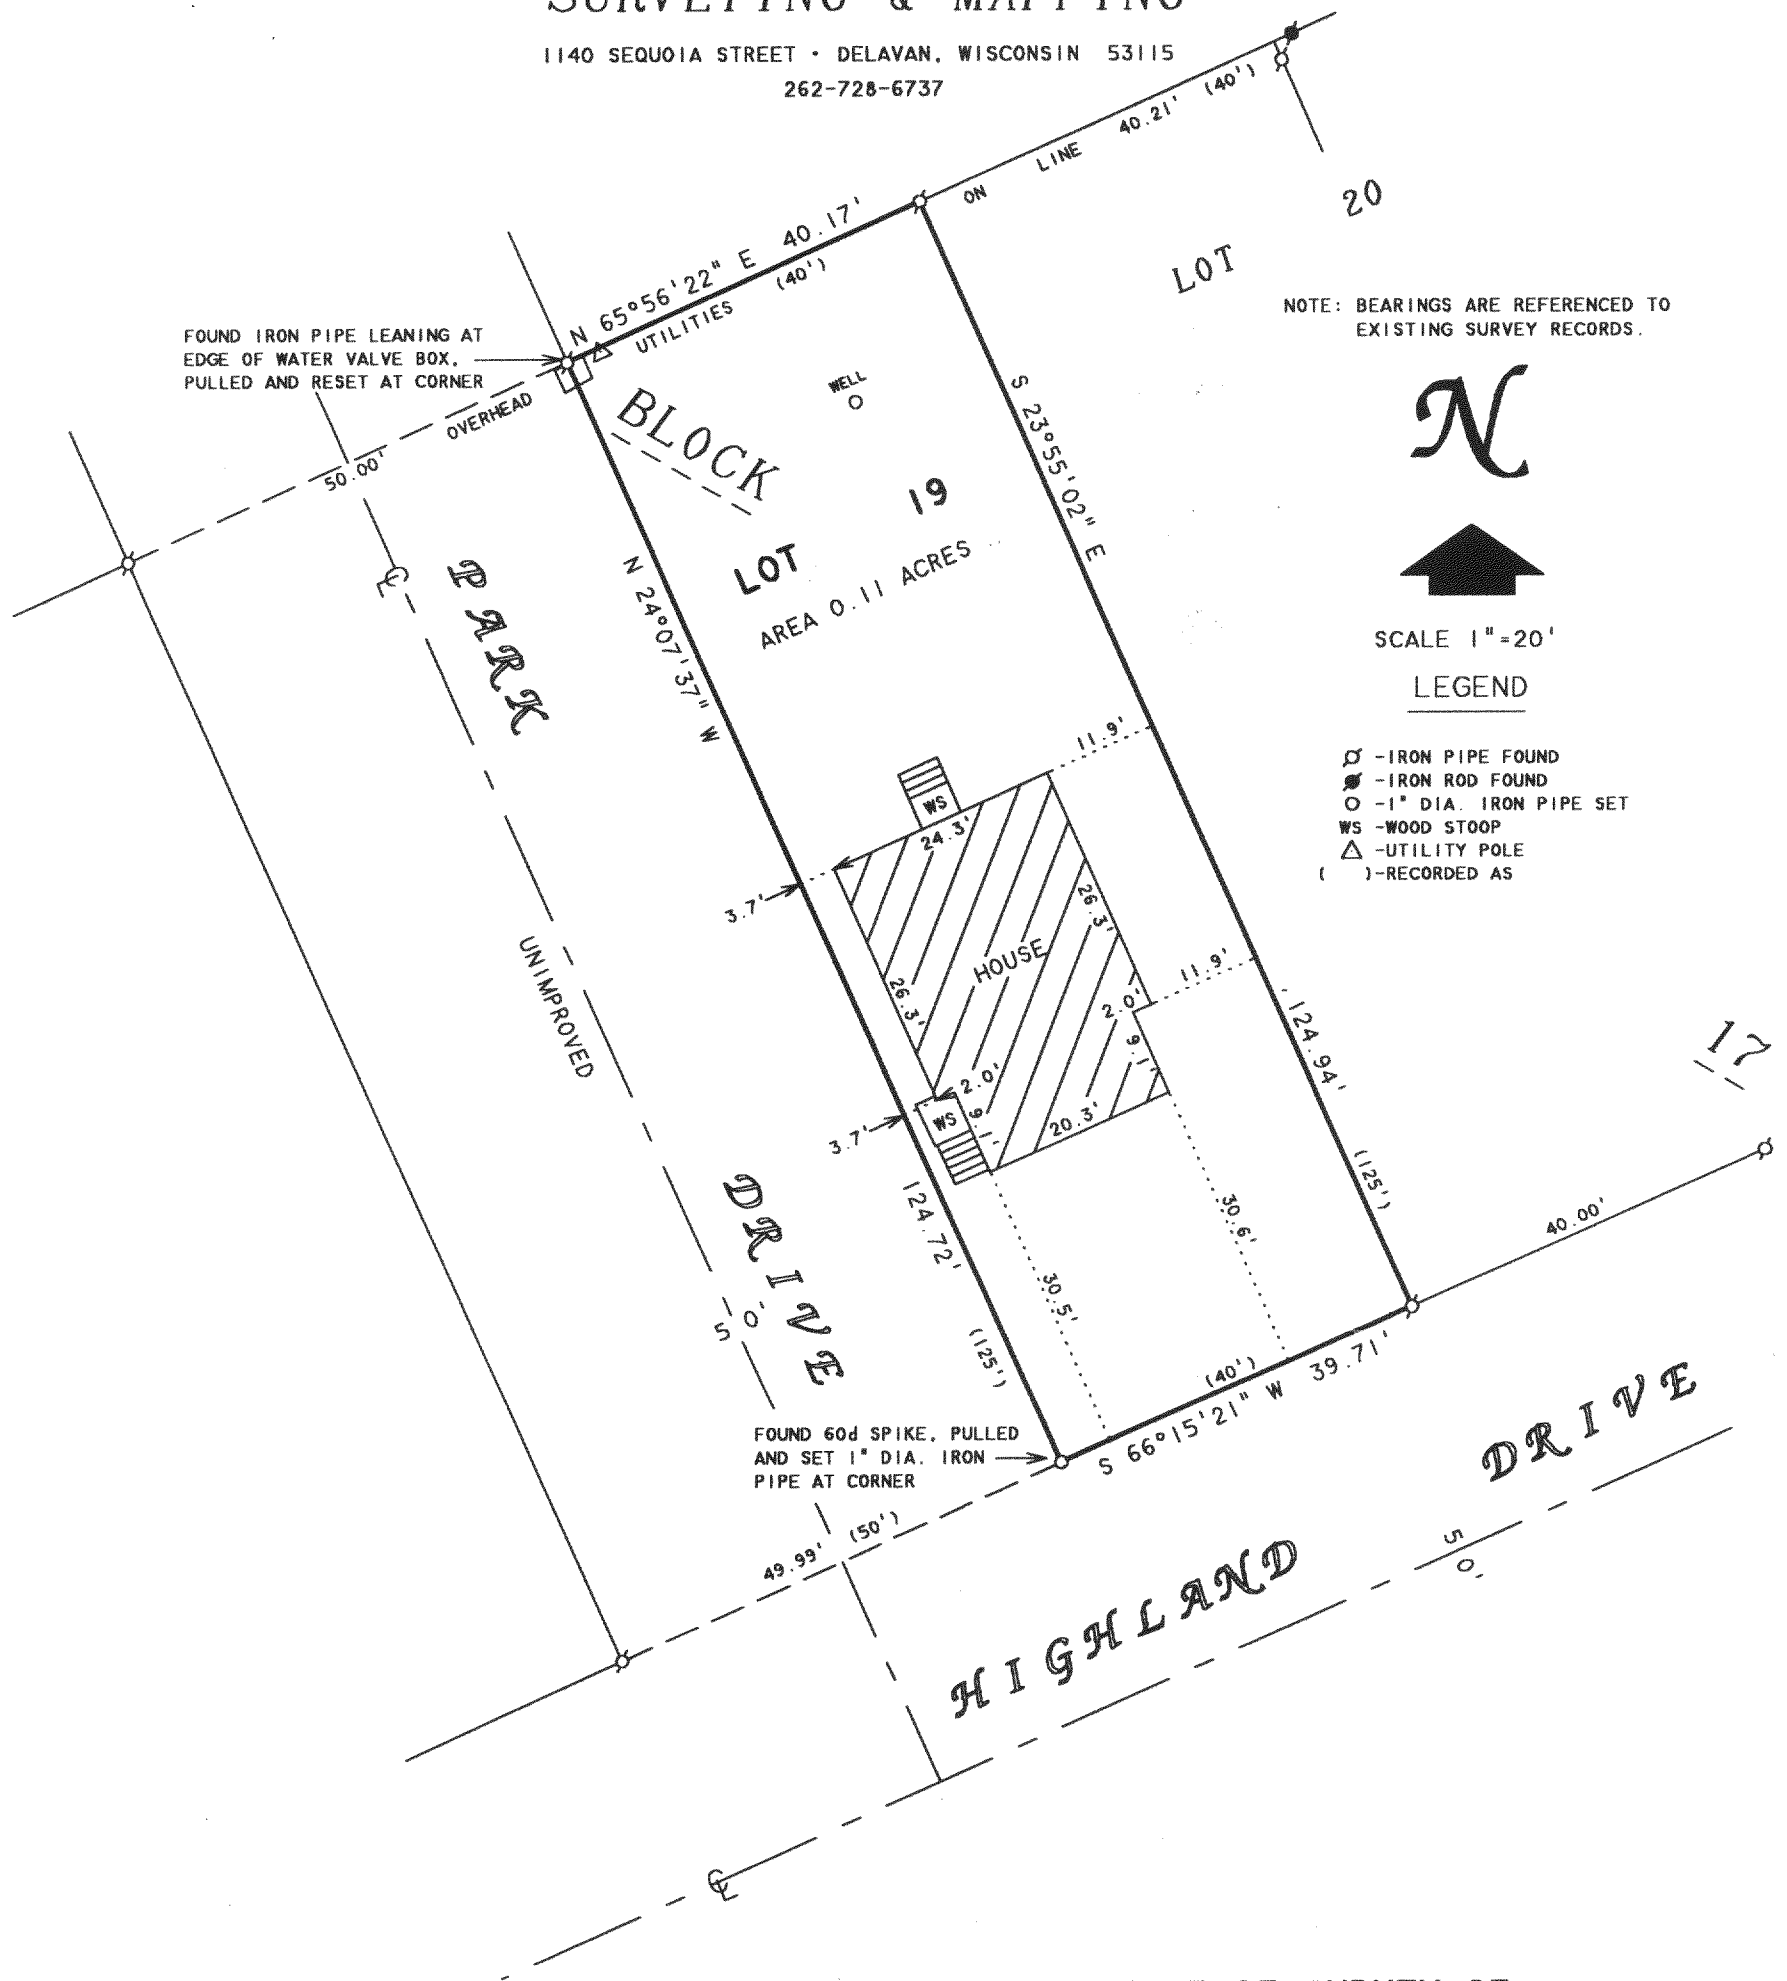 SURVEYING & MAPPING
1140 SEQUOIA STREET • DELAVAN, WISCONSIN 53115
262-728-6737
40.21' (40')
ON LINE
20
LOT
N 65°56'22" E 40.17'
(40')
OVERHEAD UTILITIES
FOUND IRON PIPE LEANING AT
EDGE OF WATER VALVE BOX,
PULLED AND RESET AT CORNER
NOTE: BEARINGS ARE REFERENCED TO
EXISTING SURVEY RECORDS.
N
SCALE 1"=20'
LEGEND
-IRON PIPE FOUND
-IRON ROD FOUND
-1" DIA. IRON PIPE SET
WS -WOOD STOOP
-UTILITY POLE
( )-RECORDED AS
WELL
BLOCK
17
LOT 19
AREA 0.11 ACRES
S 23°55'02" E
124.94'
(125')
N 24°07'37" W
124.72'
(125')
50.00'
CL
PARK
DRIVE
UNIMPROVED
50'
11.9'
WS
24.3'
3.7'
26.3'
HOUSE
26.3'
11.9'
2.0'
9.1'
2.0'
WS
9.1'
3.7'
20.3'
30.6'
30.5'
40.00'
(40')
S 66°15'21" W 39.71'
FOUND 60d SPIKE, PULLED
AND SET 1" DIA. IRON
PIPE AT CORNER
49.99' (50')
HIGHLAND DRIVE
50'
CL